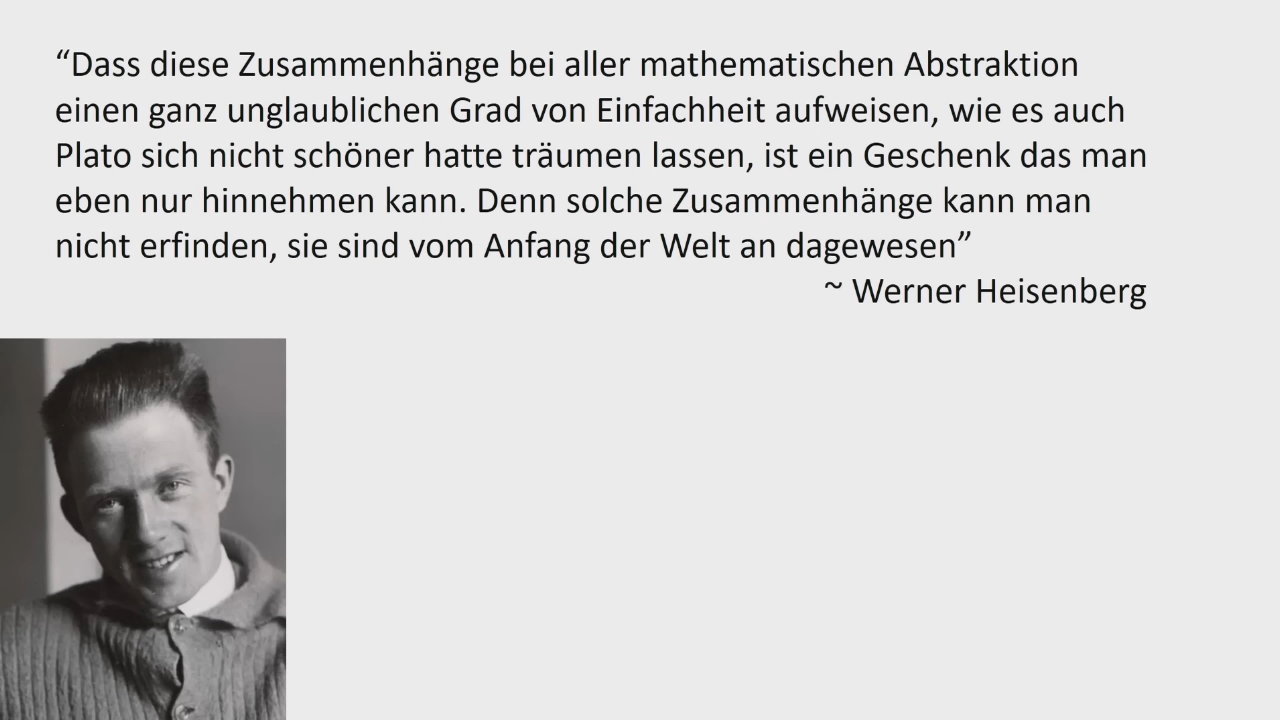 “Dass diese Zusammenhänge bei aller mathematischen Abstraktion
einen ganz unglaublichen Grad von Einfachheit aufweisen, wie es auch
Plato sich nicht schöner hatte träumen lassen, ist ein Geschenk das man
eben nur hinnehmen kann. Denn solche Zusammenhänge kann man
nicht erfinden, sie sind vom Anfang der Welt an dagewesen”
~ Werner Heisenberg